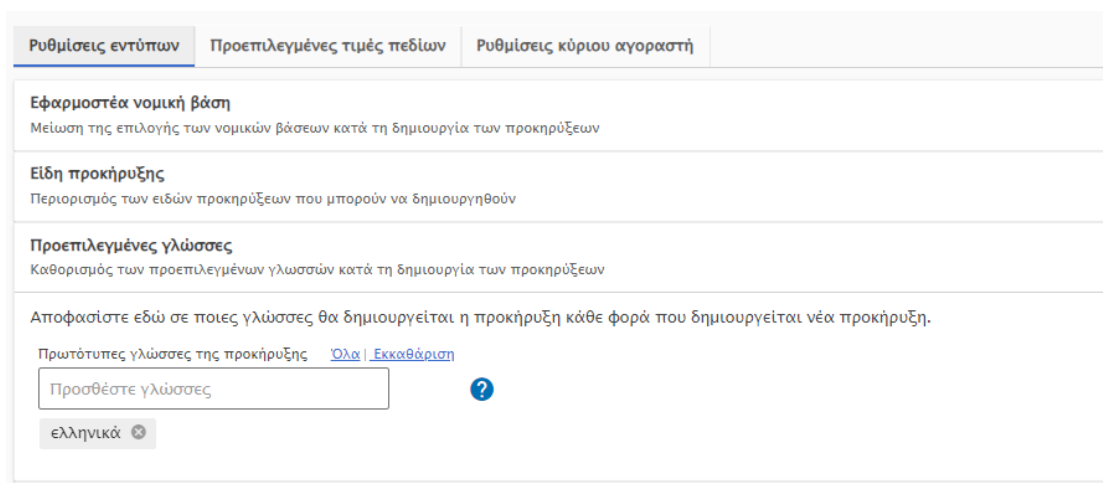 Ρυθμίσεις εντύπων Προεπιλεγμένες τιμές πεδίων Ρυθμίσεις κύριου αγοραστή
Εφαρμοστέα νομική βάση
Μείωση της επιλογής των νομικών βάσεων κατά τη δημιουργία των προκηρύξεων
Είδη προκήρυξης
Περιορισμός των ειδών προκηρύξεων που μπορούν να δημιουργηθούν
Προεπιλεγμένες γλώσσες
Καθορισμός των προεπιλεγμένων γλωσσών κατά τη δημιουργία των προκηρύξεων
Αποφασίστε εδώ σε ποιες γλώσσες θα δημιουργείται η προκήρυξη κάθε φορά που δημιουργείται νέα προκήρυξη.
Πρωτότυπες γλώσσες της προκήρυξης Όλα | Εκκαθάριση
Προσθέστε γλώσσες ?
ελληνικά